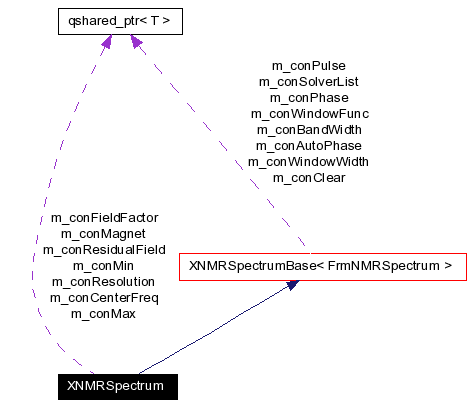 qshared_ptr< T >
m_conPulse
m_conSolverList
m_conPhase
m_conWindowFunc
m_conBandWidth
m_conAutoPhase
m_conWindowWidth
m_conClear
m_conFieldFactor
m_conMagnet
m_conResidualField
m_conMin
m_conResolution
m_conCenterFreq
m_conMax
XNMRSpectrumBase< FrmNMRSpectrum >
XNMRSpectrum